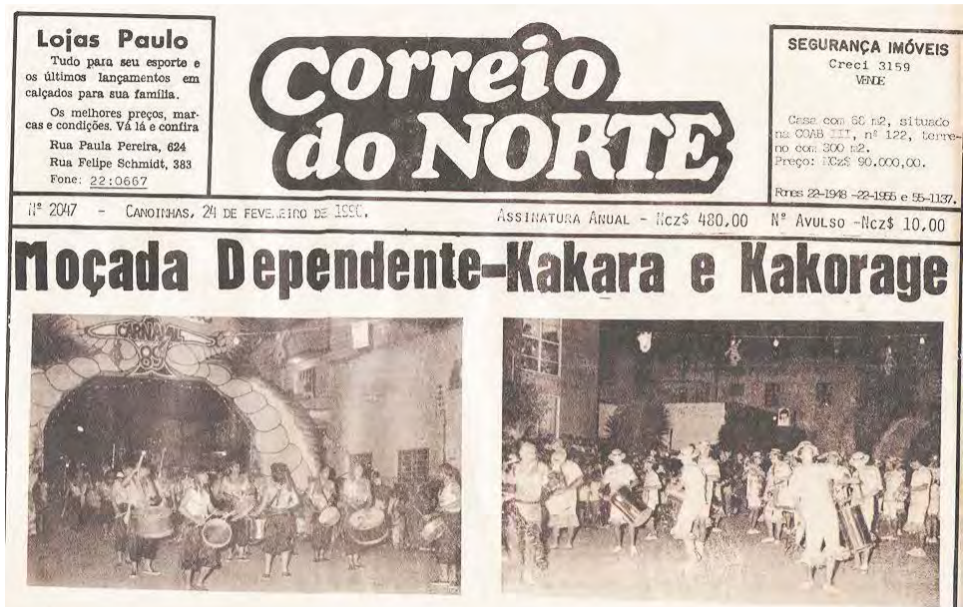 Lojas Paulo
Tudo para seu esporte e
os últimos lançamentos em
calçados para sua família.
Os melhores preços, mar-
cas e condições. Vá lá e confira
Rua Paula Pereira, 624
Rua Felipe Schmidt, 383
Fone: 22:0667
Correio
do NORTE
SEGURANÇA IMÓVEIS
Creci 3159
VENDE
Casa com 66 m2, situado
na COAB III, nº 122, terre-
no com 300 m2.
Preço: NCz$ 90.000,00.
Fones 22-1948 -22-1955 e 55-1137.
Nº 2047 - CANOINHAS, 24 DE FEVEREIRO DE 1990. ASSINATURA ANUAL - Ncz$ 480,00 Nº AVULSO -Ncz$ 10,00
Moçada Dependente-Kakara e Kakorage
CARNAVAL
89